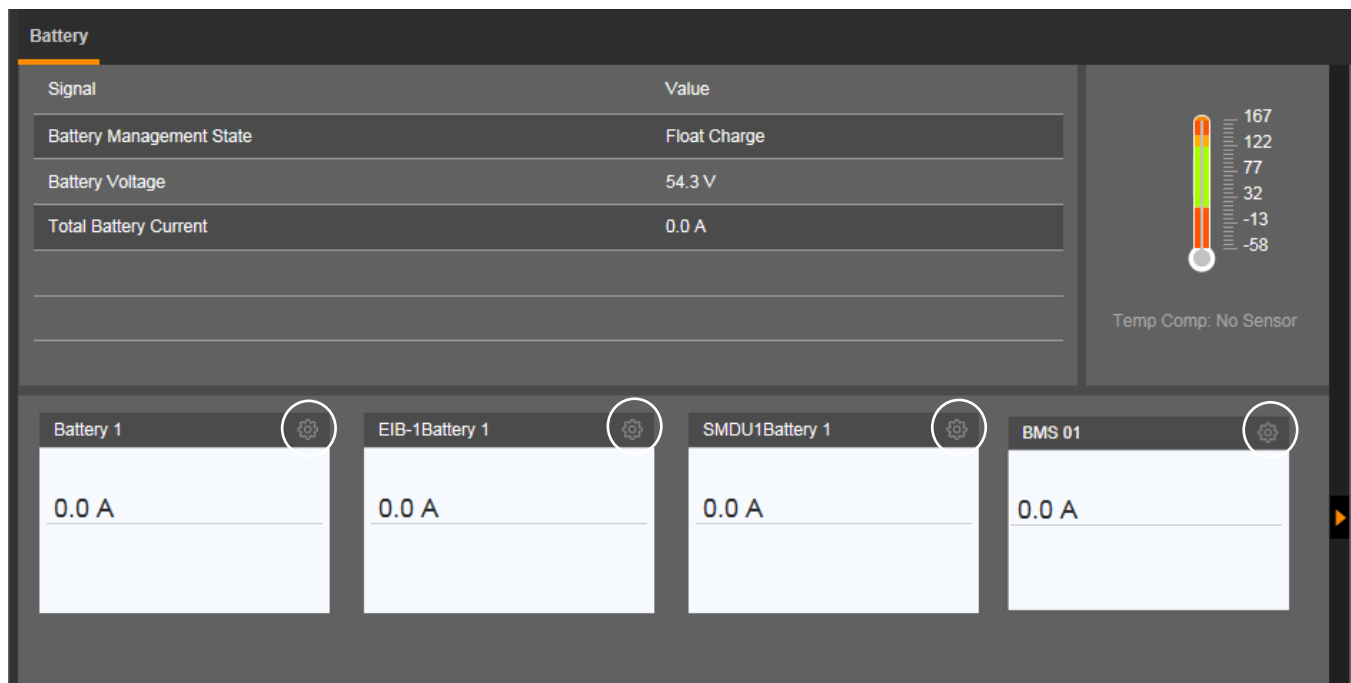 Battery
Signal Value
Battery Management State Float Charge
Battery Voltage 54.3 V
Total Battery Current 0.0 A
167
122
77
32
-13
-58
Temp Comp: No Sensor
Battery 1 EIB-1Battery 1 SMDU1Battery 1 BMS 01
0.0 A 0.0 A 0.0 A 0.0 A